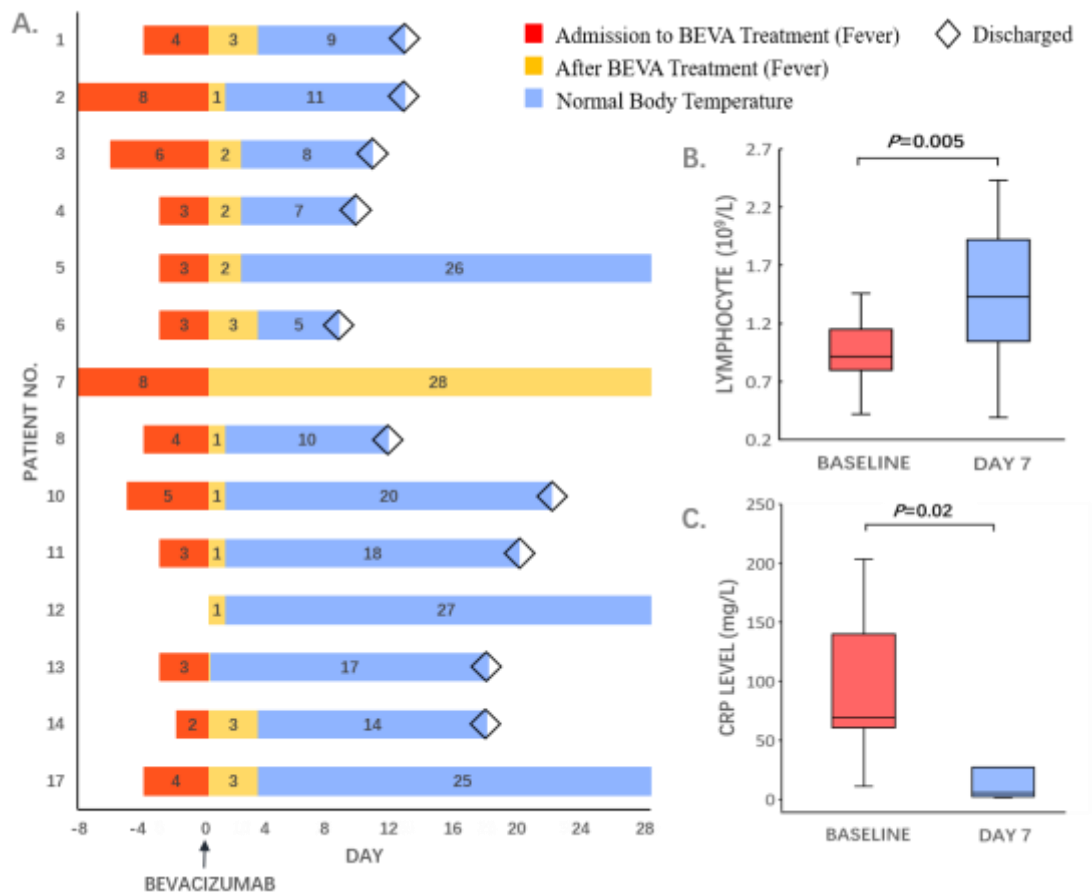 A.
Admission to BEVA Treatment (Fever)
Discharged
After BEVA Treatment (Fever)
Normal Body Temperature
PATIENT NO.
1 4 3 9
2 8 1 11
3 6 2 8
4 3 2 7
5 3 2 26
6 3 3 5
7 8 28
8 4 1 10
10 5 1 20
11 3 1 18
12 1 27
13 3 17
14 2 3 14
17 4 3 25
-8 -4 0 4 8 12 16 20 24 28
DAY
BEVACIZUMAB
B.
P=0.005
LYMPHOCYTE (10⁹/L)
2.7
2.2
1.7
1.2
0.7
0.2
BASELINE DAY 7
C.
P=0.02
CRP LEVEL (mg/L)
250
200
150
100
50
0
BASELINE DAY 7